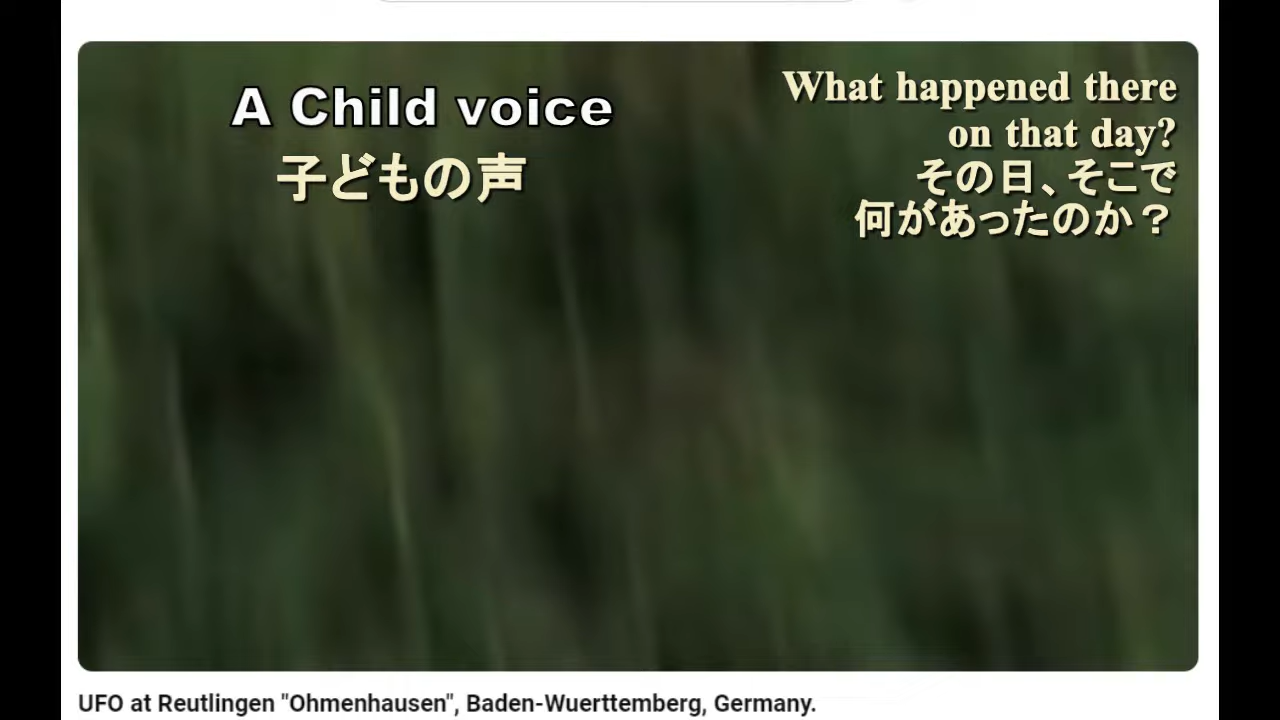 A Child voice
子どもの声
What happened there
on that day?
その日、そこで
何があったのか？
UFO at Reutlingen "Ohmenhausen", Baden-Wuerttemberg, Germany.